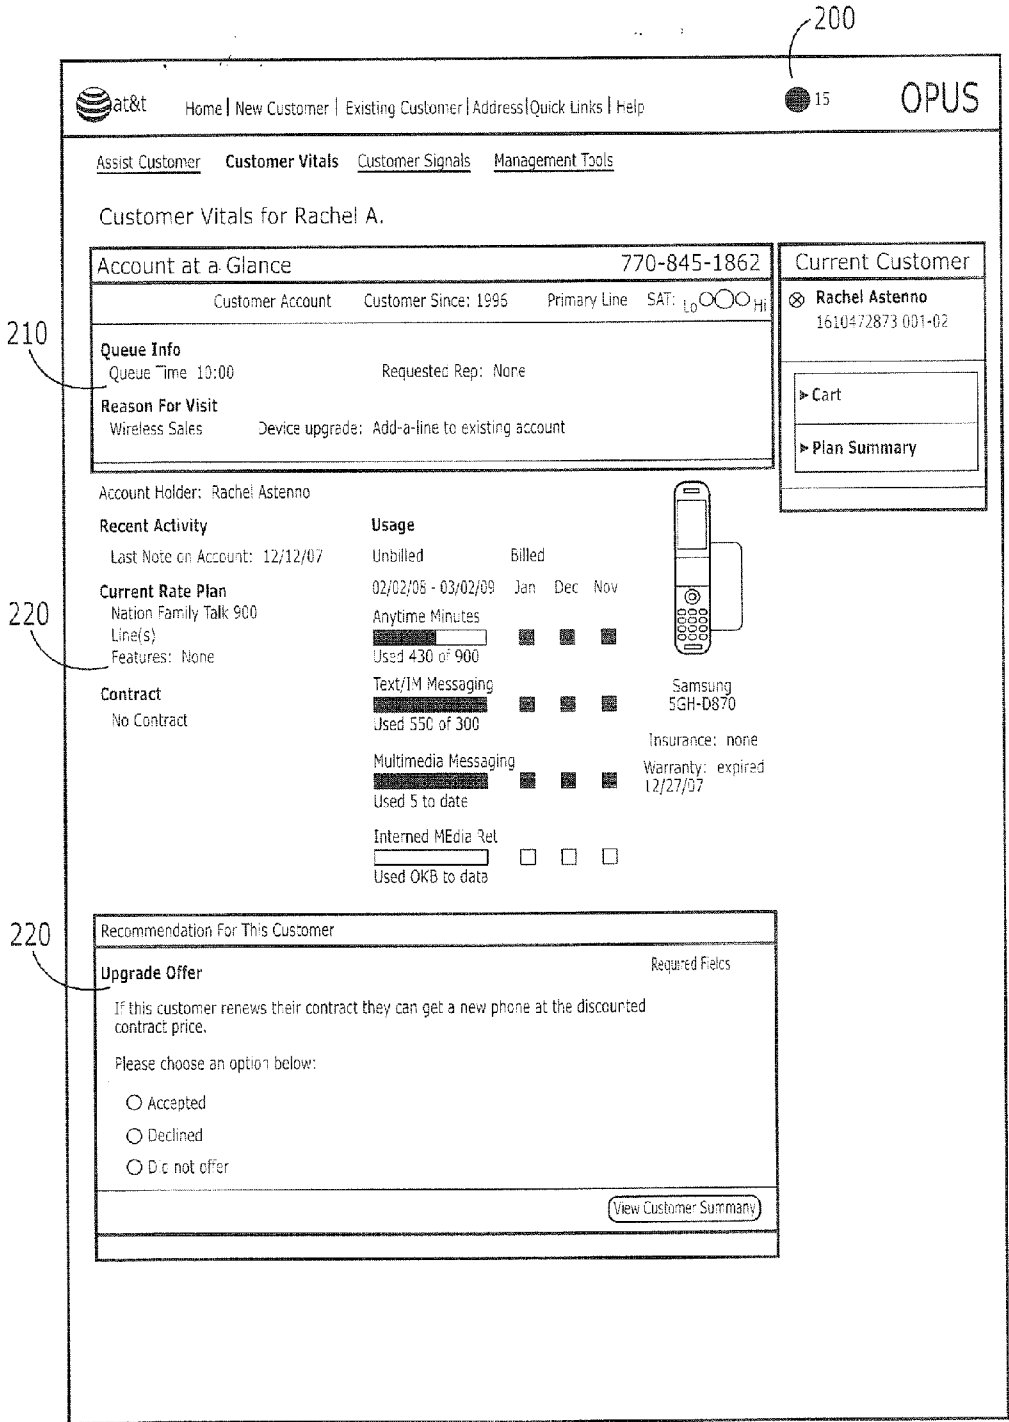 200
at&t Home | New Customer | Existing Customer | Address | Quick Links | Help 15 OPUS
Assist Customer Customer Vitals Customer Signals Management Tools
Customer Vitals for Rachel A.
Account at a Glance 770-845-1862
Customer Account Customer Since: 1996 Primary Line SAT: Lo Hi
210
Queue Info
Queue Time 10:00 Requested Rep: None
Reason For Visit
Wireless Sales Device upgrade: Add-a-line to existing account
Current Customer
Rachel Astenno
1610472873 001-02
Cart
Plan Summary
Account Holder: Rachel Astenno
Recent Activity
Last Note on Account: 12/12/07
220
Current Rate Plan
Nation Family Talk 900
Line(s)
Features: None
Contract
No Contract
Usage
Unbilled Billed
02/02/08 - 03/02/09 Jan Dec Nov
Anytime Minutes
Used 430 of 900
Text/IM Messaging
Used 550 of 300
Multimedia Messaging
Used 5 to date
Interned MEdia Ret
Used OKB to data
Samsung
SGH-D870
Insurance: none
Warranty: expired
12/27/07
220
Recommendation For This Customer
Upgrade Offer Required Fields
If this customer renews their contract they can get a new phone at the discounted
contract price.
Please choose an option below:
Accepted
Declined
Did not offer
View Customer Summary